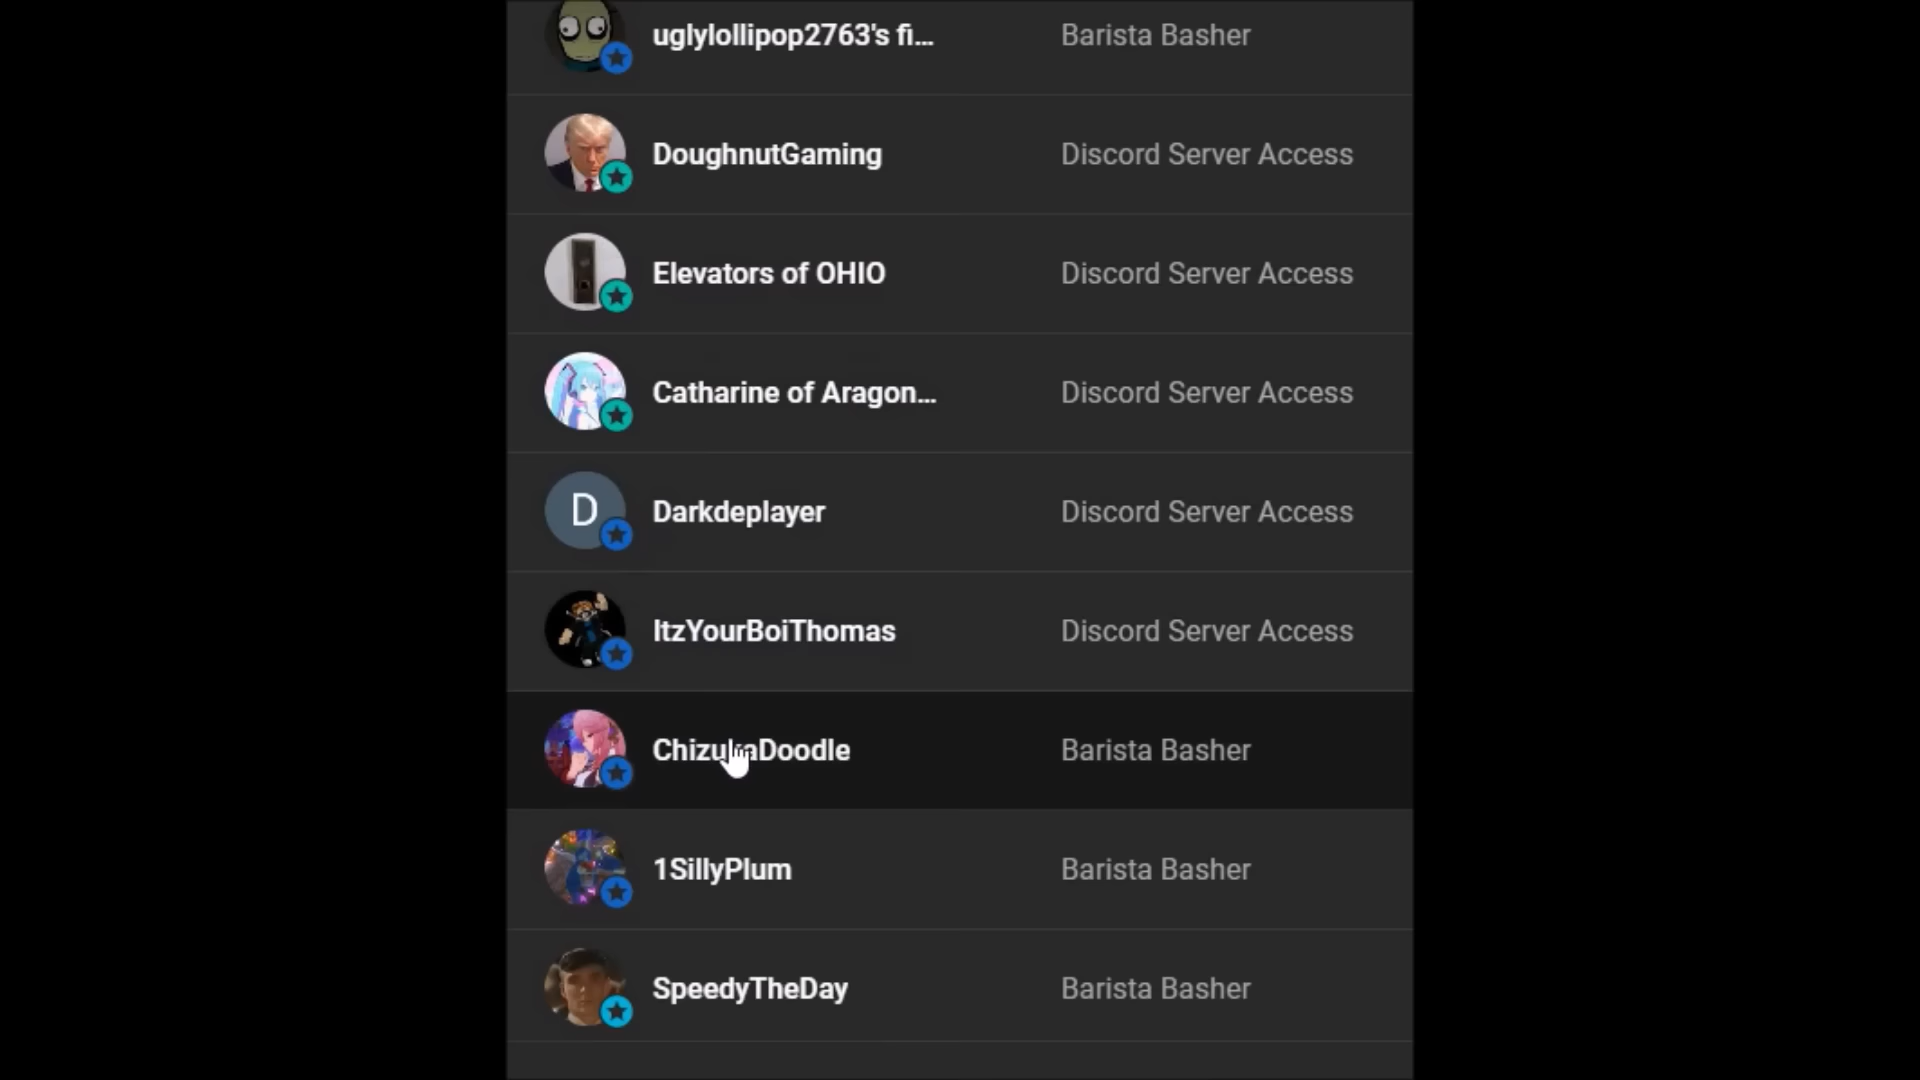 uglylollipop2763's fi... Barista Basher
DoughnutGaming Discord Server Access
Elevators of OHIO Discord Server Access
Catharine of Aragon... Discord Server Access
D Darkdeplayer Discord Server Access
ItzYourBoiThomas Discord Server Access
ChizukaDoodle Barista Basher
1SillyPlum Barista Basher
SpeedyTheDay Barista Basher